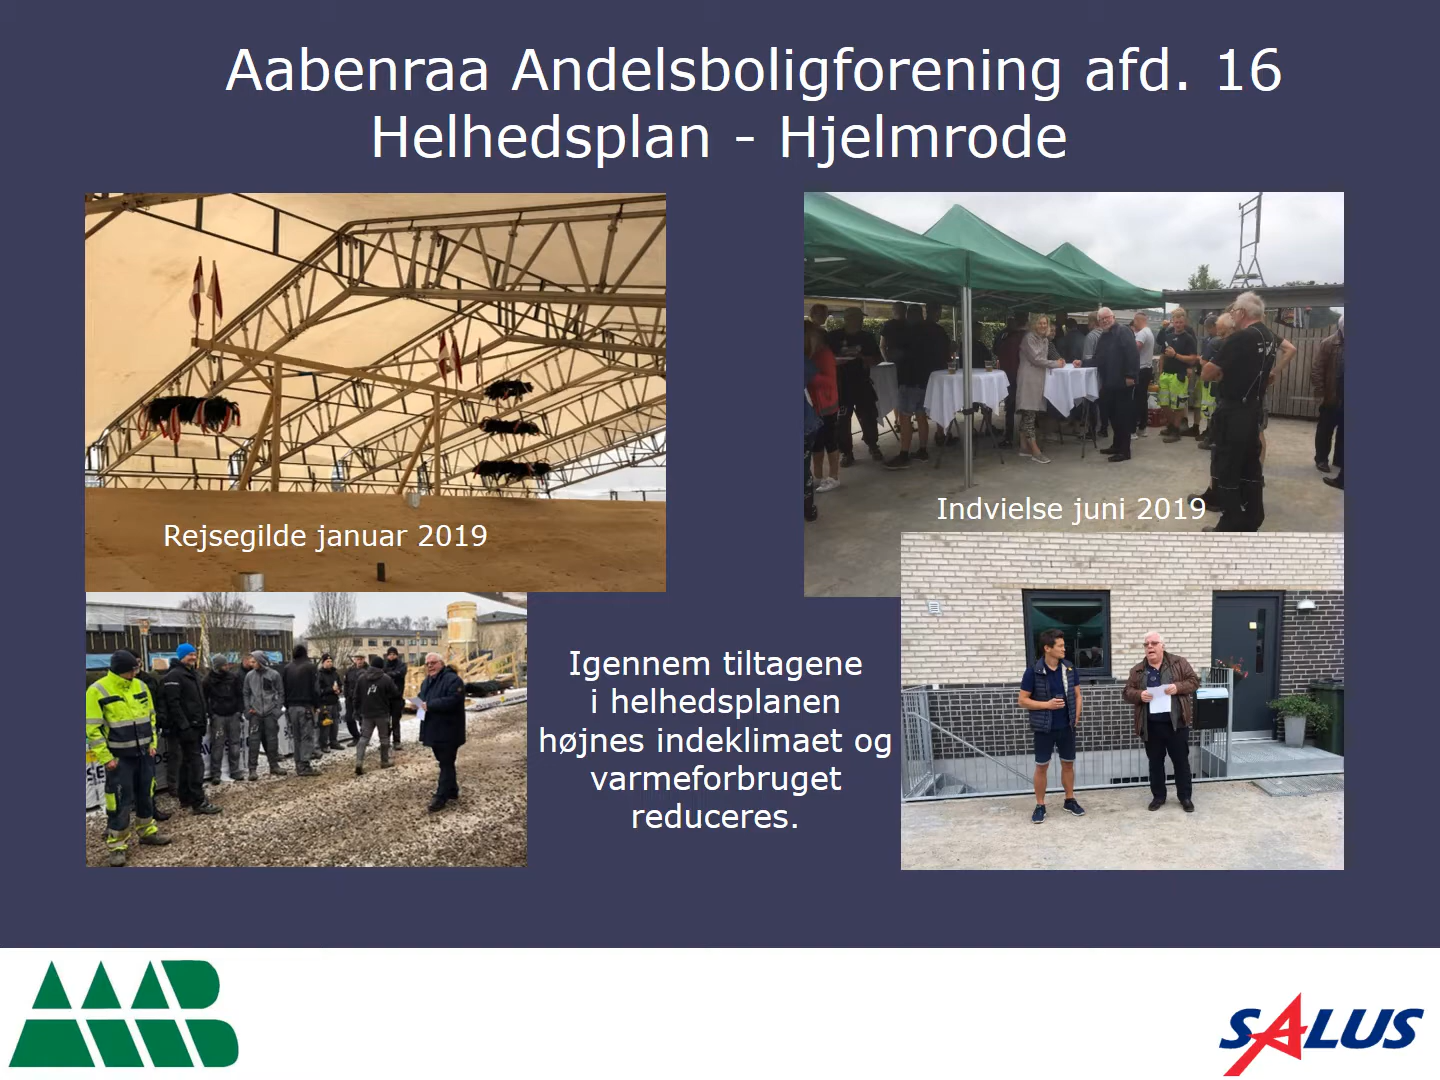 Aabenraa Andelsboligforening afd. 16
Helhedsplan - Hjelmrode
Rejsegilde januar 2019
Indvielse juni 2019
Igennem tiltagene
i helhedsplanen
højnes indeklimaet og
varmeforbruget
reduceres.
AAB
SALUS